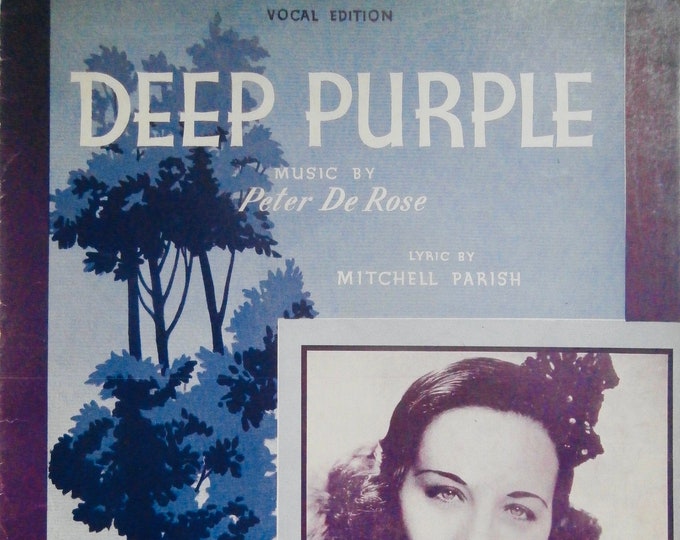 VOCAL EDITION
DEEP PURPLE
MUSIC BY
Peter De Rose
LYRIC BY
MITCHELL PARISH